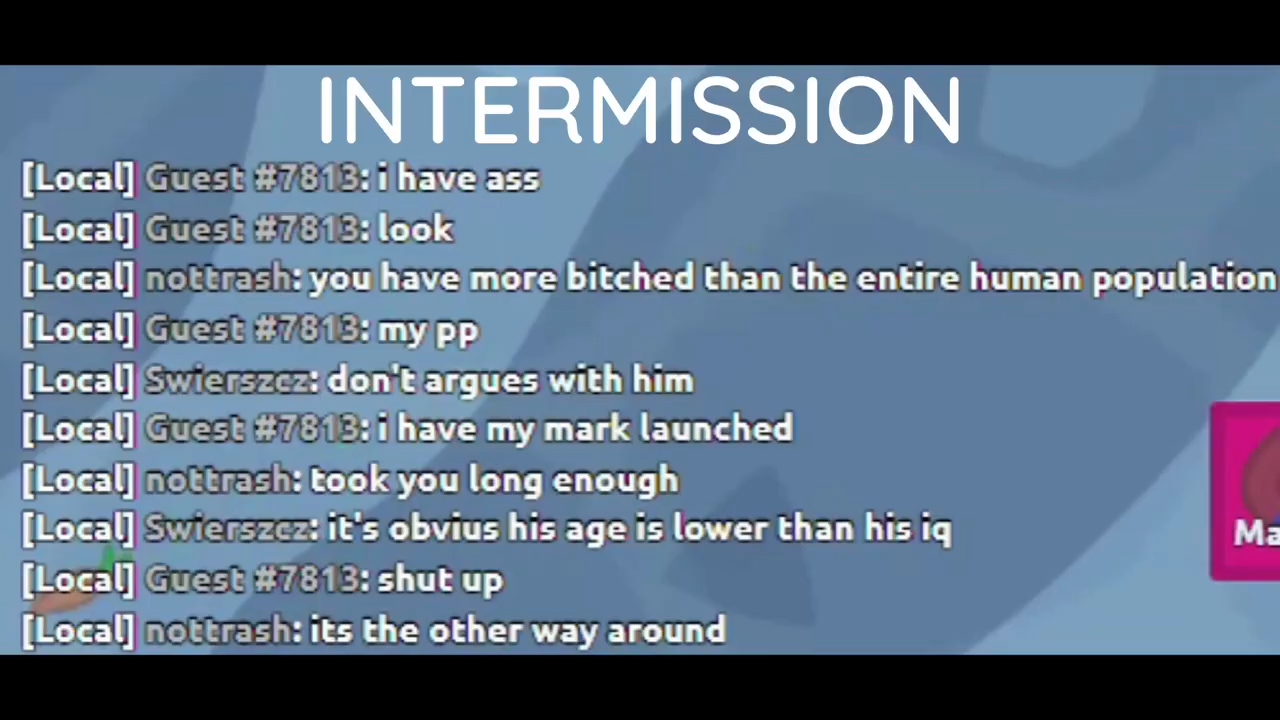 INTERMISSION
[Local] Guest #7813: i have ass
[Local] Guest #7813: look
[Local] nottrash: you have more bitched than the entire human population
[Local] Guest #7813: my pp
[Local] Swierszcz: don't argues with him
[Local] Guest #7813: i have my mark launched
[Local] nottrash: took you long enough
[Local] Swierszcz: it's obvius his age is lower than his iq
Ma
[Local] Guest #7813: shut up
[Local] nottrash: its the other way around